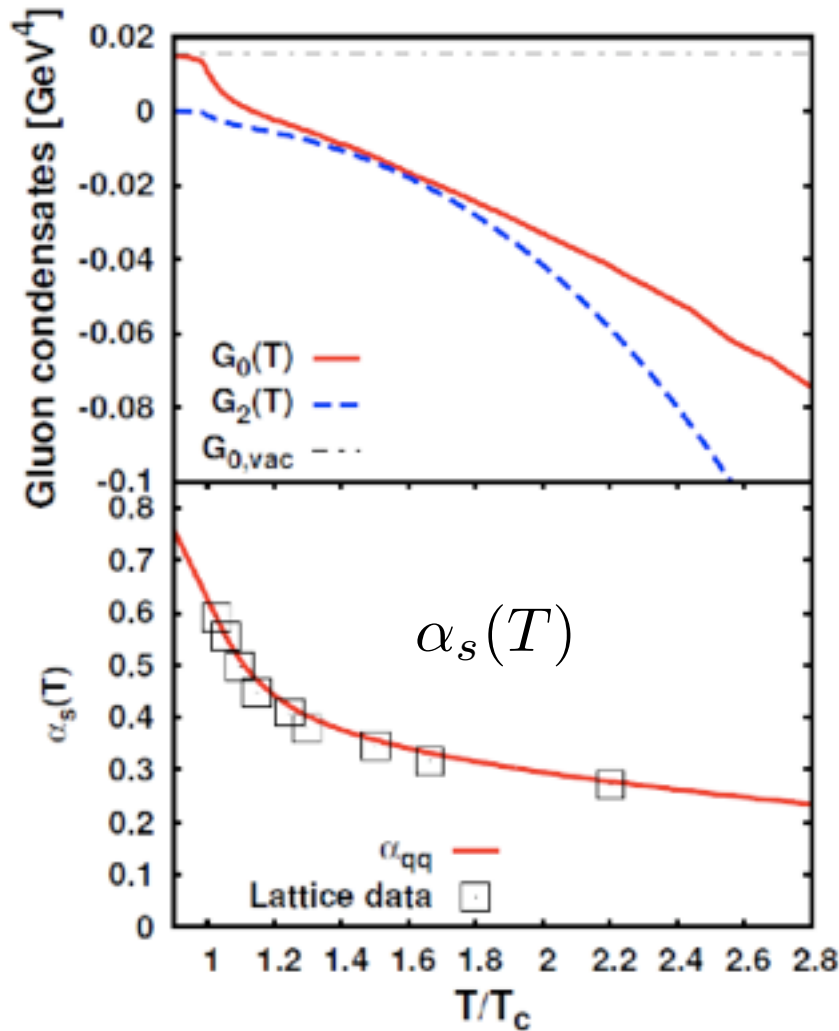 Gluon condensates [GeV⁴]
0.02
0
-0.02
-0.04
-0.06
-0.08
-0.1
G₀(T)
G₂(T)
G₀,vac
αₛ(T)
0.8
0.7
0.6
0.5
0.4
0.3
0.2
0.1
0
αₛ(T)
α_qq
Lattice data
1 1.2 1.4 1.6 1.8 2 2.2 2.4 2.6 2.8
T/T_c